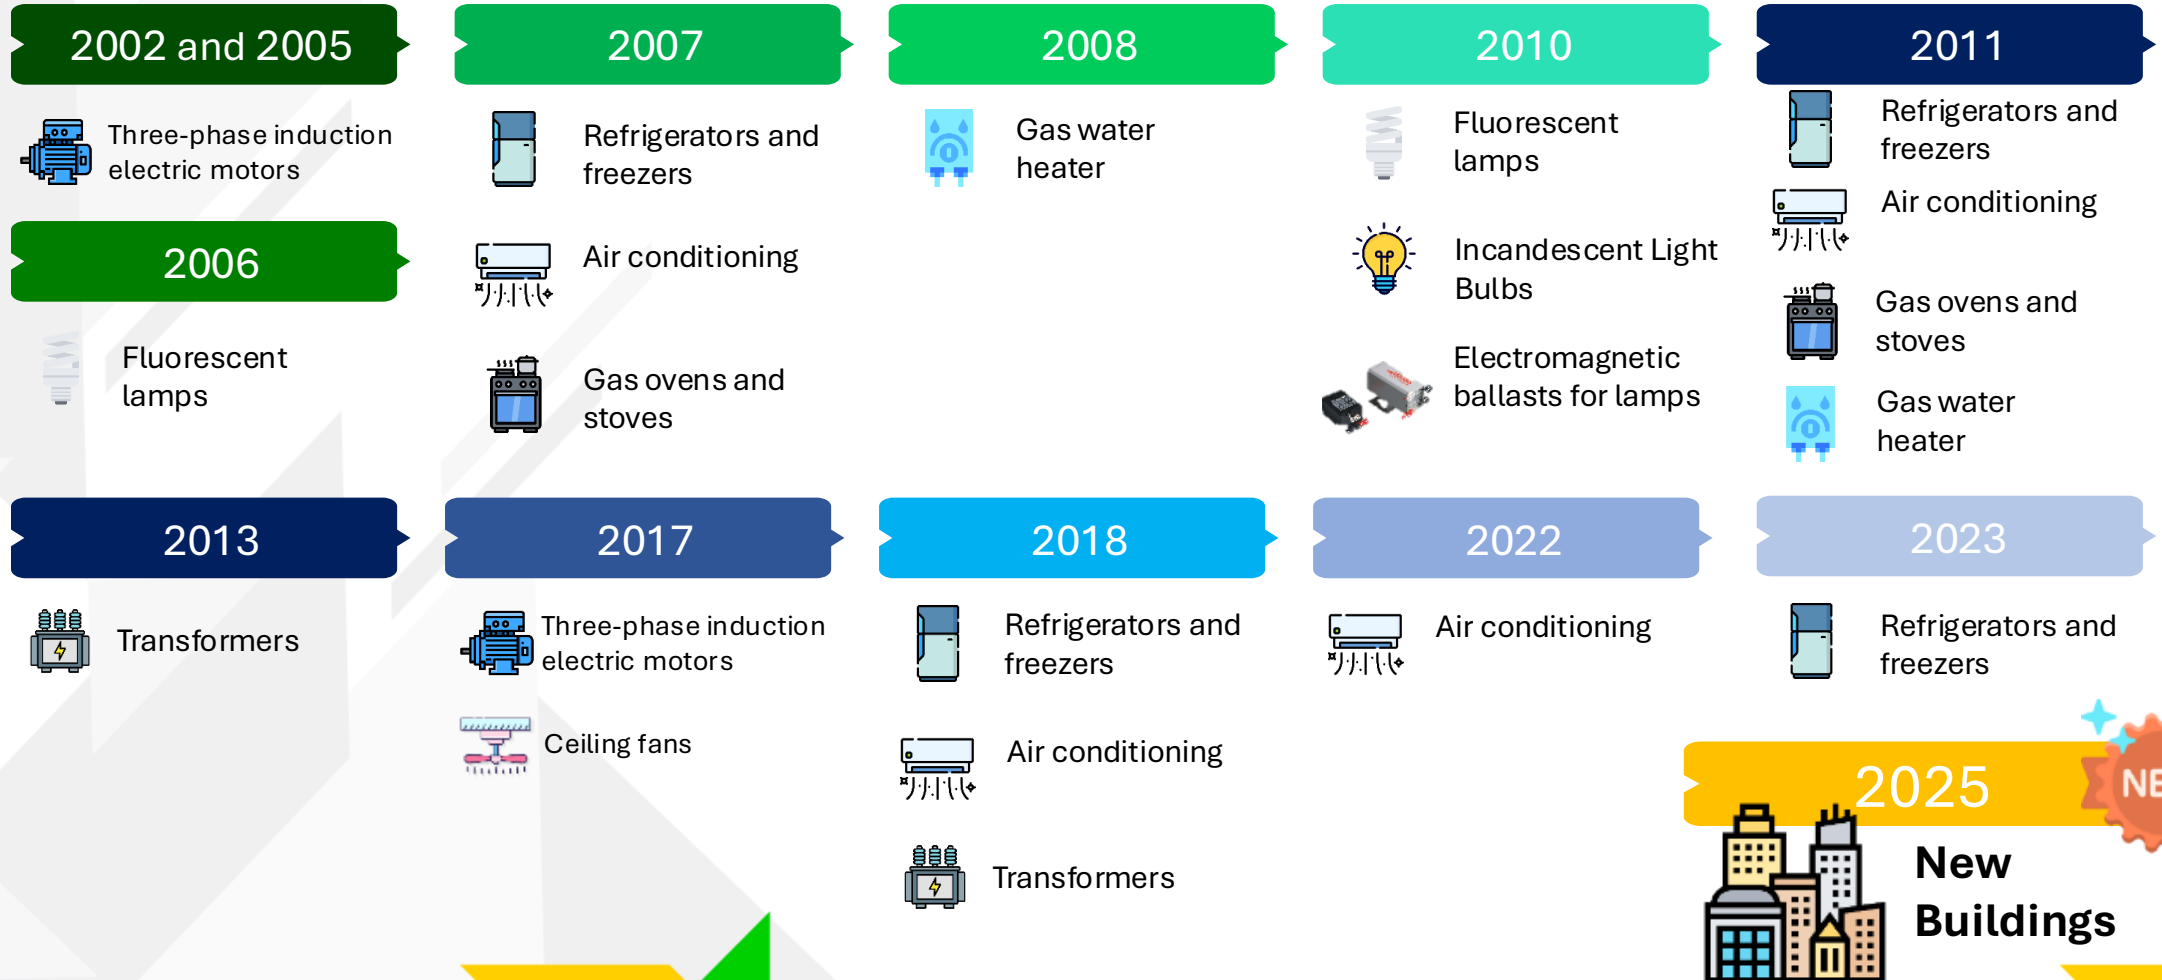 2002 and 2005
Three-phase induction
electric motors
2006
Fluorescent
lamps
2007
Refrigerators and
freezers
Air conditioning
Gas ovens and
stoves
2008
Gas water
heater
2010
Fluorescent
lamps
Incandescent Light
Bulbs
Electromagnetic
ballasts for lamps
2011
Refrigerators and
freezers
Air conditioning
Gas ovens and
stoves
Gas water
heater
2013
Transformers
2017
Three-phase induction
electric motors
Ceiling fans
2018
Refrigerators and
freezers
Air conditioning
Transformers
2022
Air conditioning
2023
Refrigerators and
freezers
2025
New
Buildings